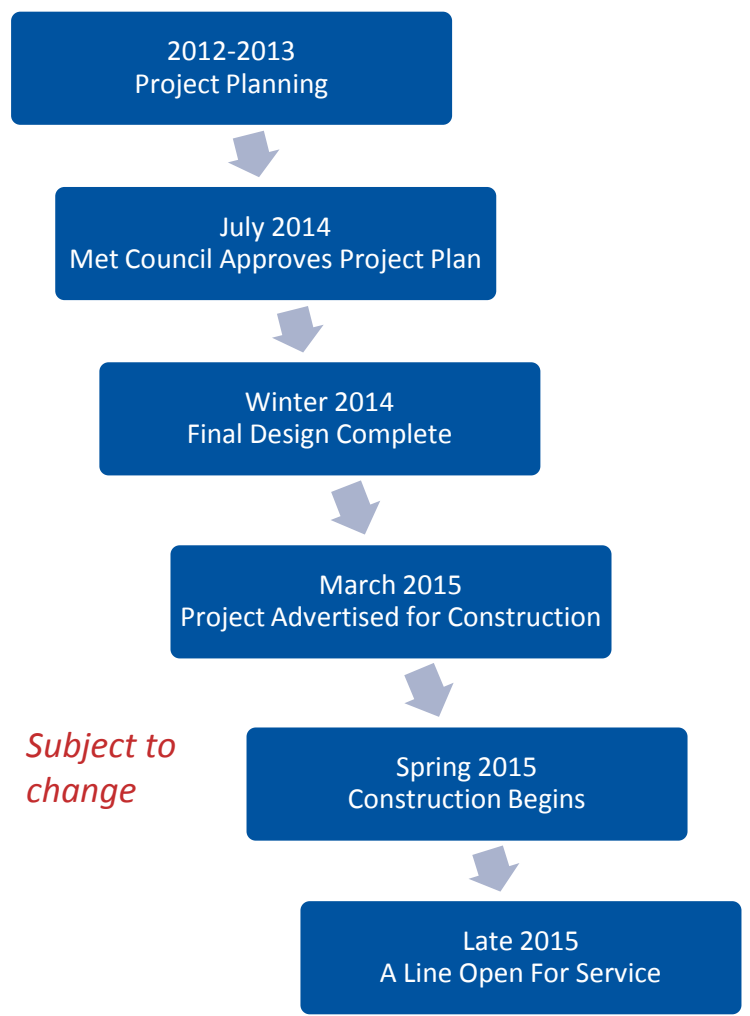 2012-2013
Project Planning
July 2014
Met Council Approves Project Plan
Winter 2014
Final Design Complete
March 2015
Project Advertised for Construction
Subject to
change
Spring 2015
Construction Begins
Late 2015
A Line Open For Service